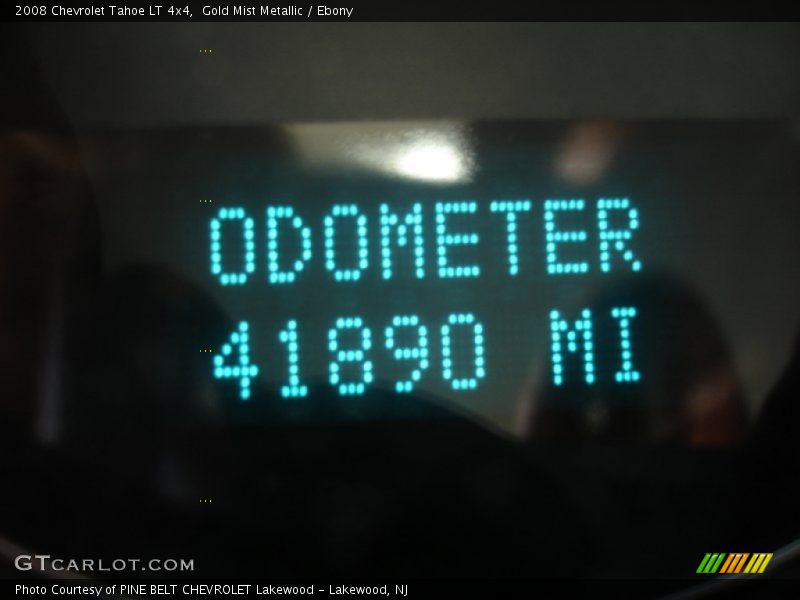 2008 Chevrolet Tahoe LT 4x4,  Gold Mist Metallic / Ebony
ODOMETER
41890 MI
GTCARLOT.COM
Photo Courtesy of PINE BELT CHEVROLET Lakewood - Lakewood, NJ